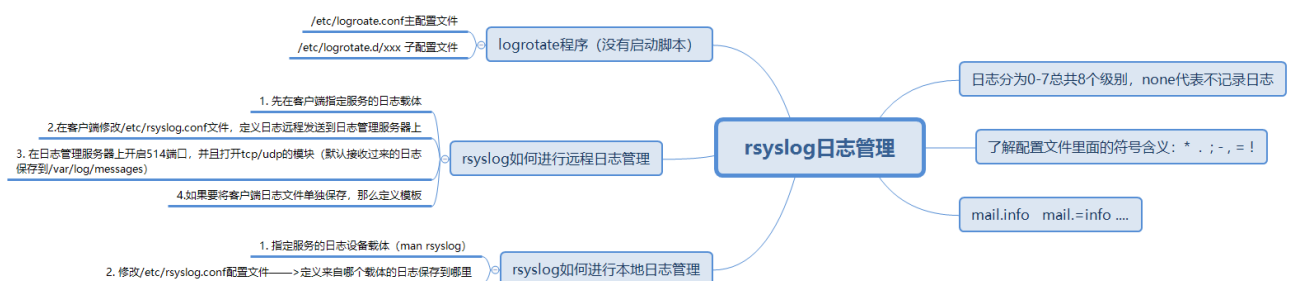 /etc/logroate.conf主配置文件
/etc/logrotate.d/xxx 子配置文件
logrotate程序（没有启动脚本）
1. 先在客户端指定服务的日志载体
2.在客户端修改/etc/rsyslog.conf文件，定义日志远程发送到日志管理服务器上
3. 在日志管理服务器上开启514端口，并且打开tcp/udp的模块（默认接收过来的日志
保存到/var/log/messages）
4.如果要将客户端日志文件单独保存，那么定义模板
rsyslog如何进行远程日志管理
1. 指定服务的日志设备载体（man rsyslog）
2. 修改/etc/rsyslog.conf配置文件——>定义来自哪个载体的日志保存到哪里
rsyslog如何进行本地日志管理
rsyslog日志管理
日志分为0-7总共8个级别，none代表不记录日志
了解配置文件里面的符号含义：* . ; - , = !
mail.info mail.=info ....